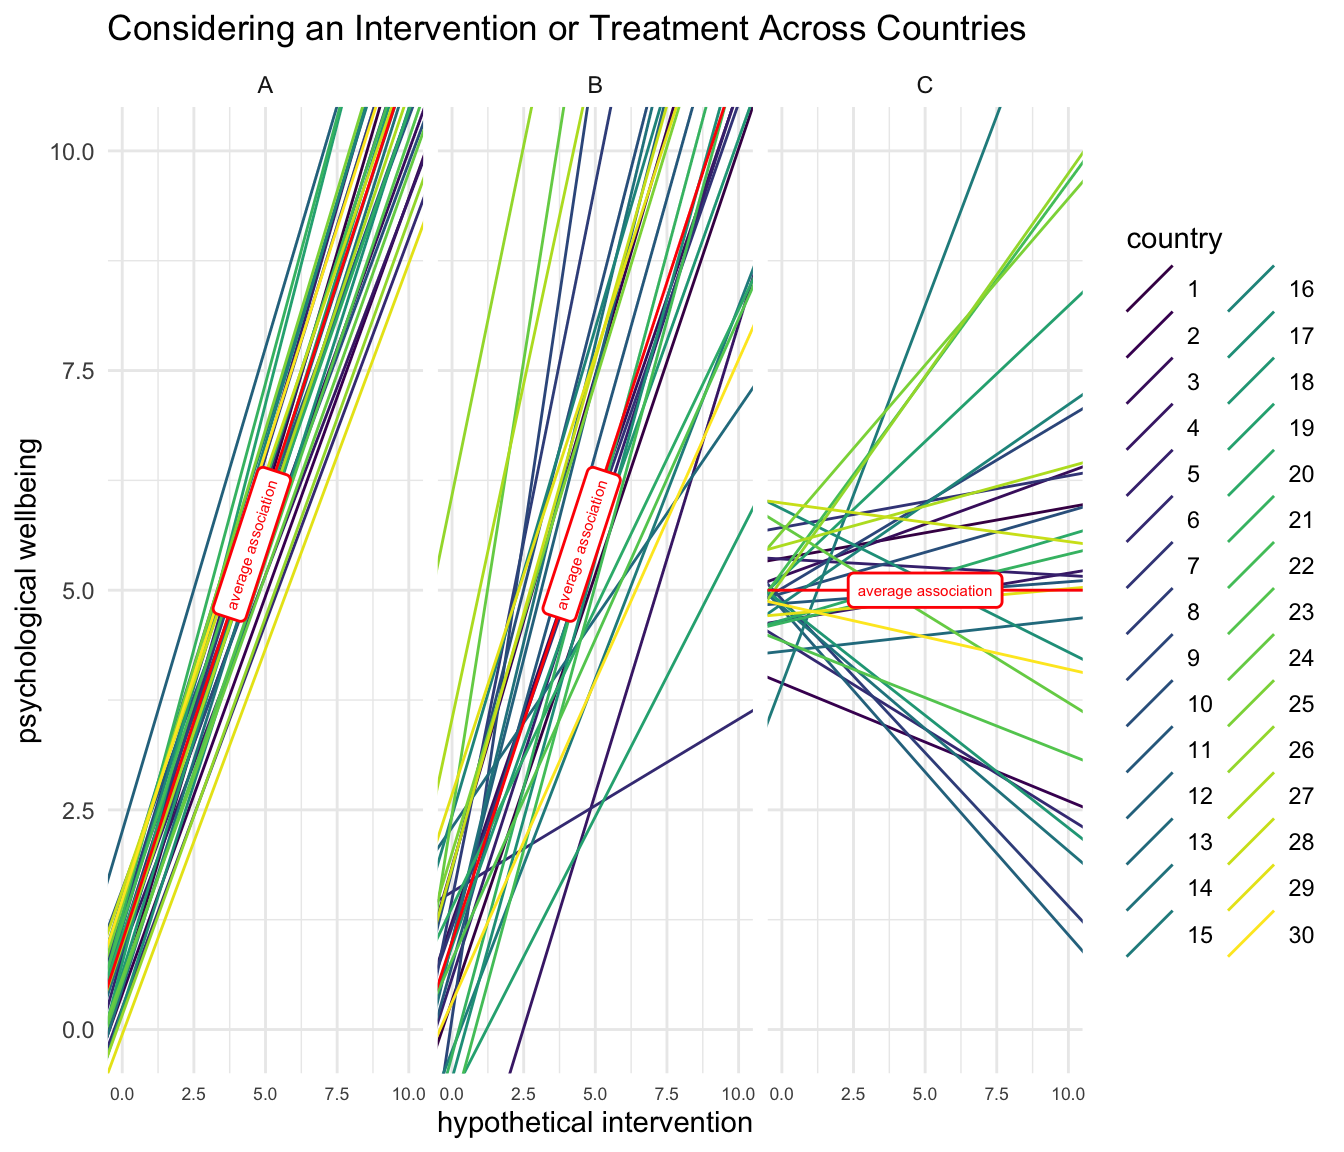 Considering an Intervention or Treatment Across Countries
A B C
psychological wellbeing
10.0
7.5
5.0
2.5
0.0
average association
average association
average association
0.0 2.5 5.0 7.5 10.0 0.0 2.5 5.0 7.5 10.0 0.0 2.5 5.0 7.5 10.0
hypothetical intervention
country
1 16
2 17
3 18
4 19
5 20
6 21
7 22
8 23
9 24
10 25
11 26
12 27
13 28
14 29
15 30